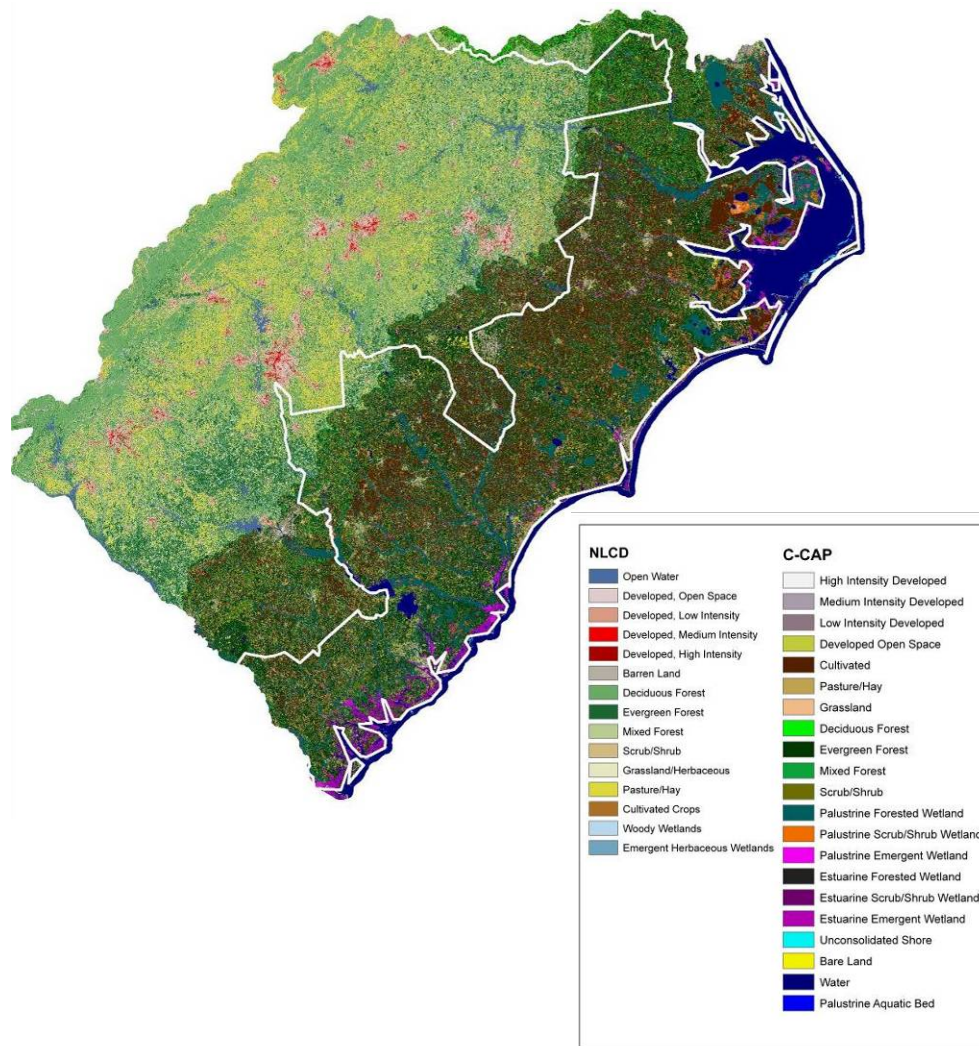 NLCD
Open Water
Developed, Open Space
Developed, Low Intensity
Developed, Medium Intensity
Developed, High Intensity
Barren Land
Deciduous Forest
Evergreen Forest
Mixed Forest
Scrub/Shrub
Grassland/Herbaceous
Pasture/Hay
Cultivated Crops
Woody Wetlands
Emergent Herbaceous Wetlands
C-CAP
High Intensity Developed
Medium Intensity Developed
Low Intensity Developed
Developed Open Space
Cultivated
Pasture/Hay
Grassland
Deciduous Forest
Evergreen Forest
Mixed Forest
Scrub/Shrub
Palustrine Forested Wetland
Palustrine Scrub/Shrub Wetland
Palustrine Emergent Wetland
Estuarine Forested Wetland
Estuarine Scrub/Shrub Wetland
Estuarine Emergent Wetland
Unconsolidated Shore
Bare Land
Water
Palustrine Aquatic Bed